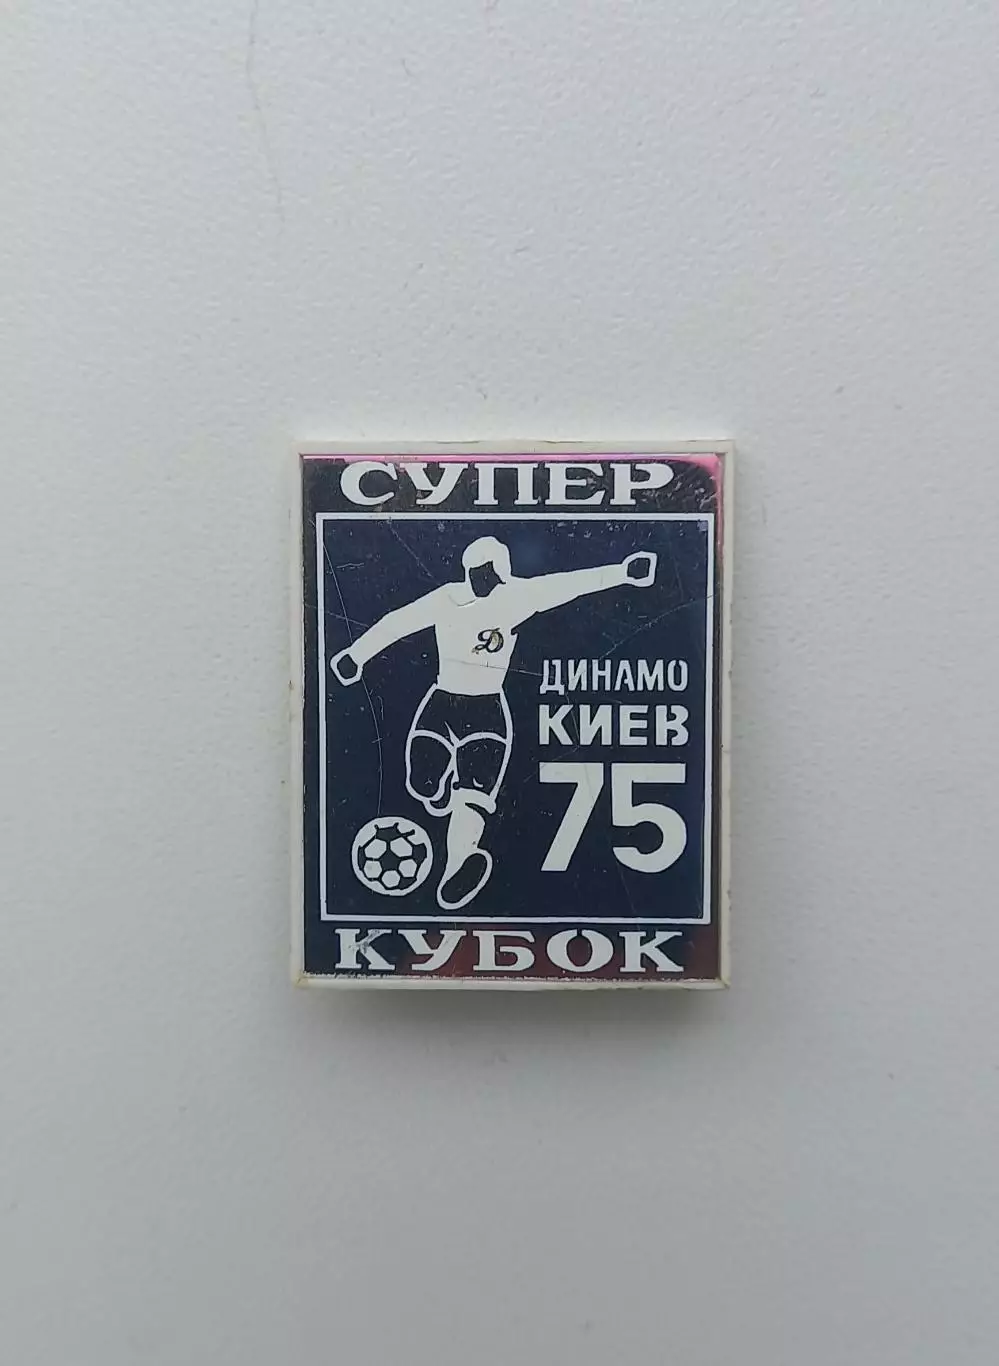 СУПЕР
Д
ДИНАМО
КИЕВ
75
КУБОК